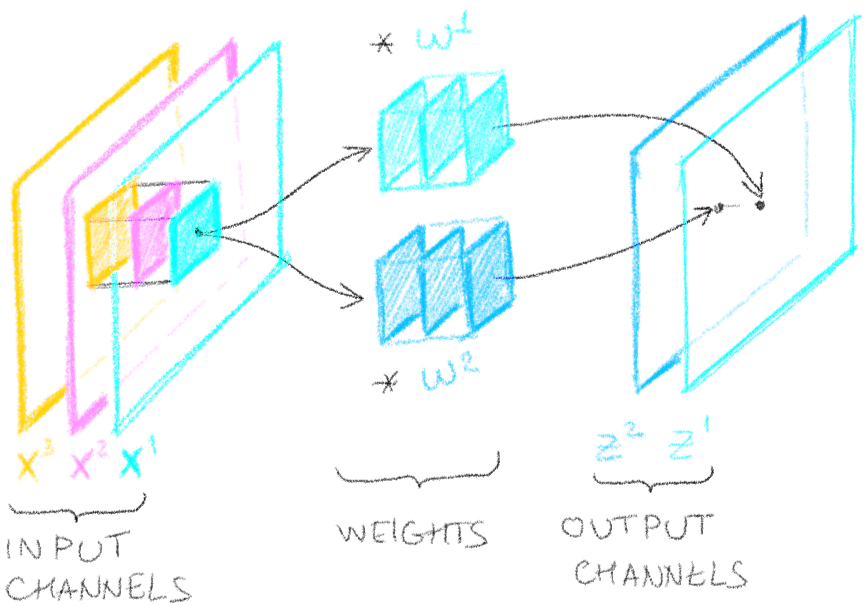 * W¹
* W²
X³ X² X¹
Z² Z¹
INPUT
CHANNELS
WEIGHTS
OUTPUT
CHANNELS